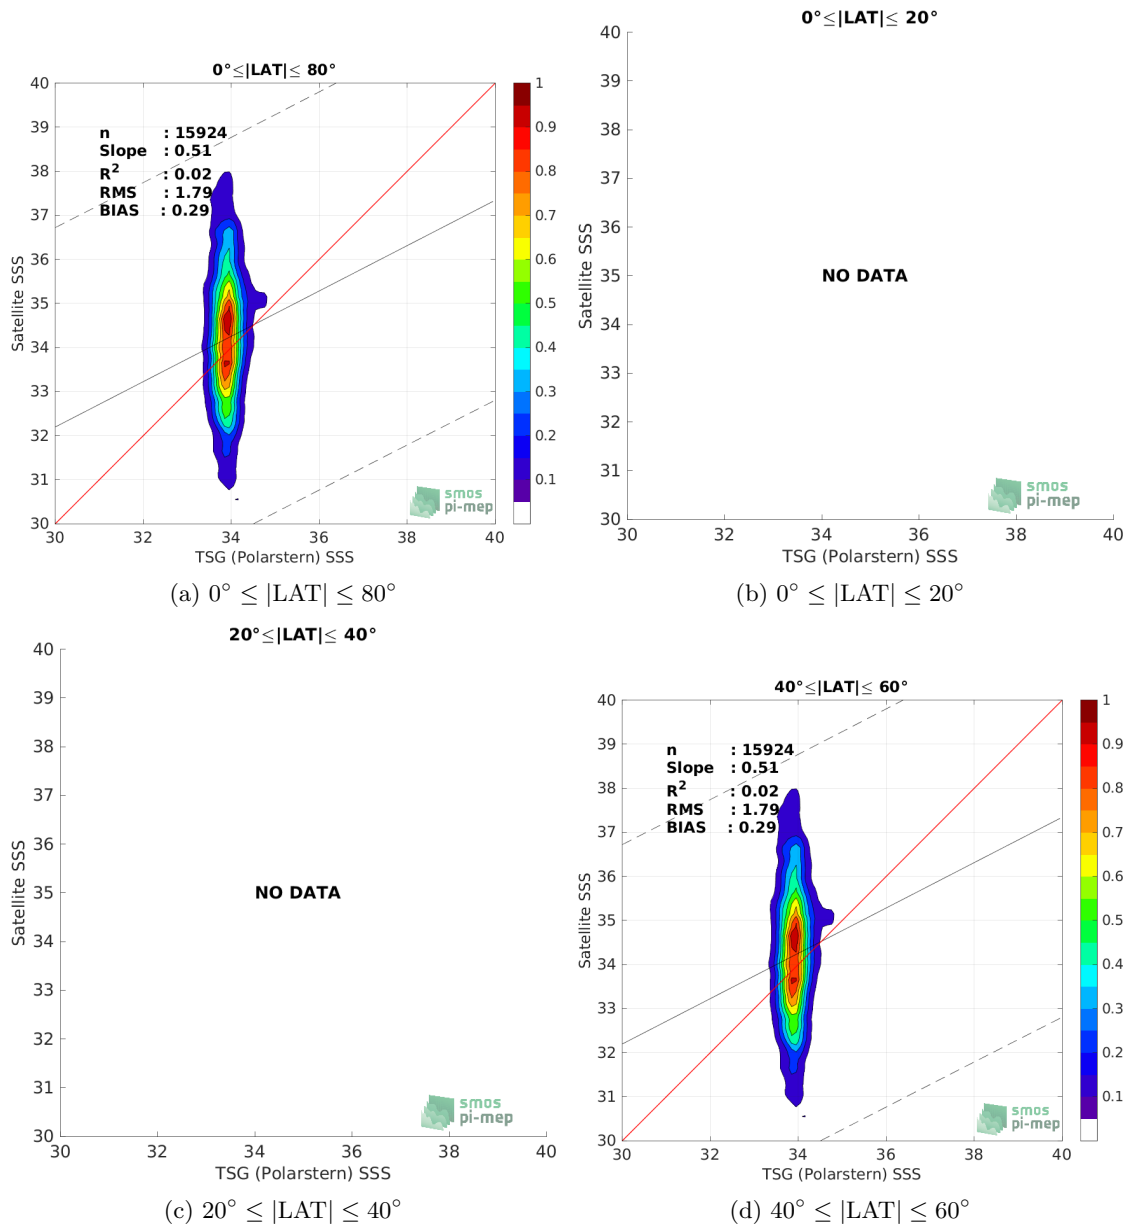 0°≤|LAT|≤ 80°
40
39
38
37
36
35
34
33
32
31
30
Satellite SSS
n : 15924
Slope : 0.51
R² : 0.02
RMS : 1.79
BIAS : 0.29
smos
pi-mep
30 32 34 36 38 40
TSG (Polarstern) SSS
1
0.9
0.8
0.7
0.6
0.5
0.4
0.3
0.2
0.1
(a) 0° ≤ |LAT| ≤ 80°
0°≤|LAT|≤ 20°
40
39
38
37
36
35
34
33
32
31
30
Satellite SSS
NO DATA
smos
pi-mep
30 32 34 36 38 40
TSG (Polarstern) SSS
(b) 0° ≤ |LAT| ≤ 20°
20°≤|LAT|≤ 40°
40
39
38
37
36
35
34
33
32
31
30
Satellite SSS
NO DATA
smos
pi-mep
30 32 34 36 38 40
TSG (Polarstern) SSS
(c) 20° ≤ |LAT| ≤ 40°
40°≤|LAT|≤ 60°
40
39
38
37
36
35
34
33
32
31
30
Satellite SSS
n : 15924
Slope : 0.51
R² : 0.02
RMS : 1.79
BIAS : 0.29
smos
pi-mep
30 32 34 36 38 40
TSG (Polarstern) SSS
1
0.9
0.8
0.7
0.6
0.5
0.4
0.3
0.2
0.1
(d) 40° ≤ |LAT| ≤ 60°